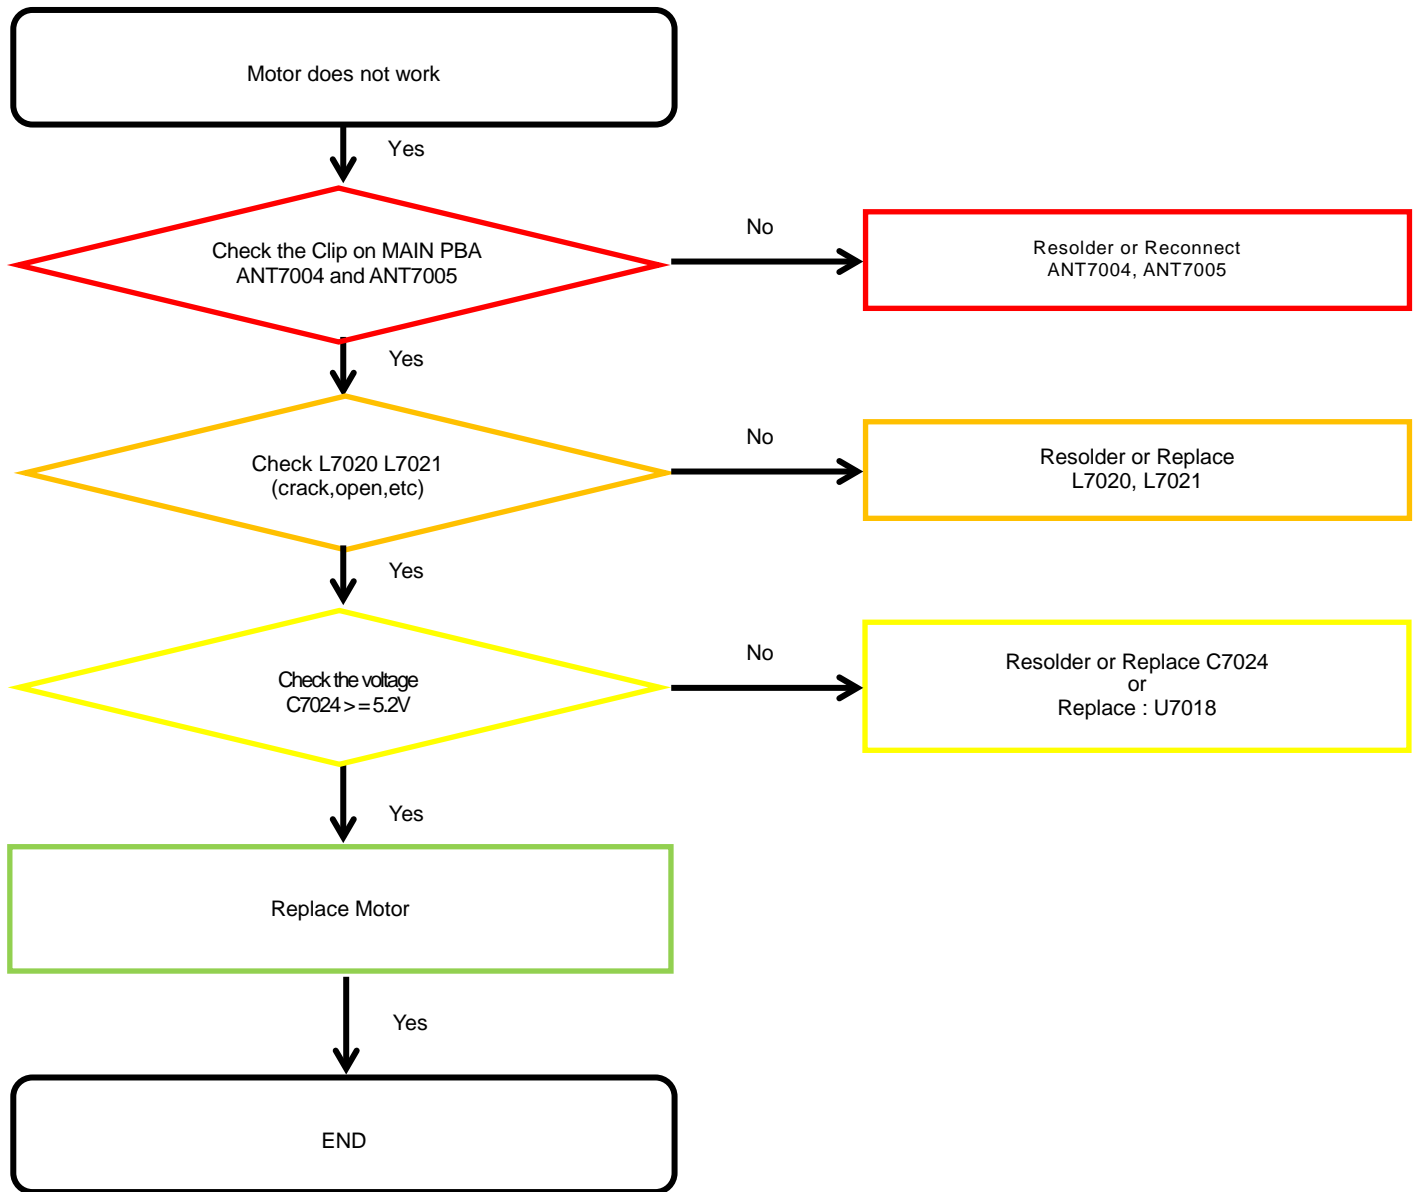 Motor does not work
Yes
Check the Clip on MAIN PBA
ANT7004 and ANT7005
No
Resolder or Reconnect
ANT7004, ANT7005
Yes
Check L7020 L7021
(crack,open,etc)
No
Resolder or Replace
L7020, L7021
Yes
Check the voltage
C7024 > = 5.2V
No
Resolder or Replace C7024
or
Replace : U7018
Yes
Replace Motor
Yes
END